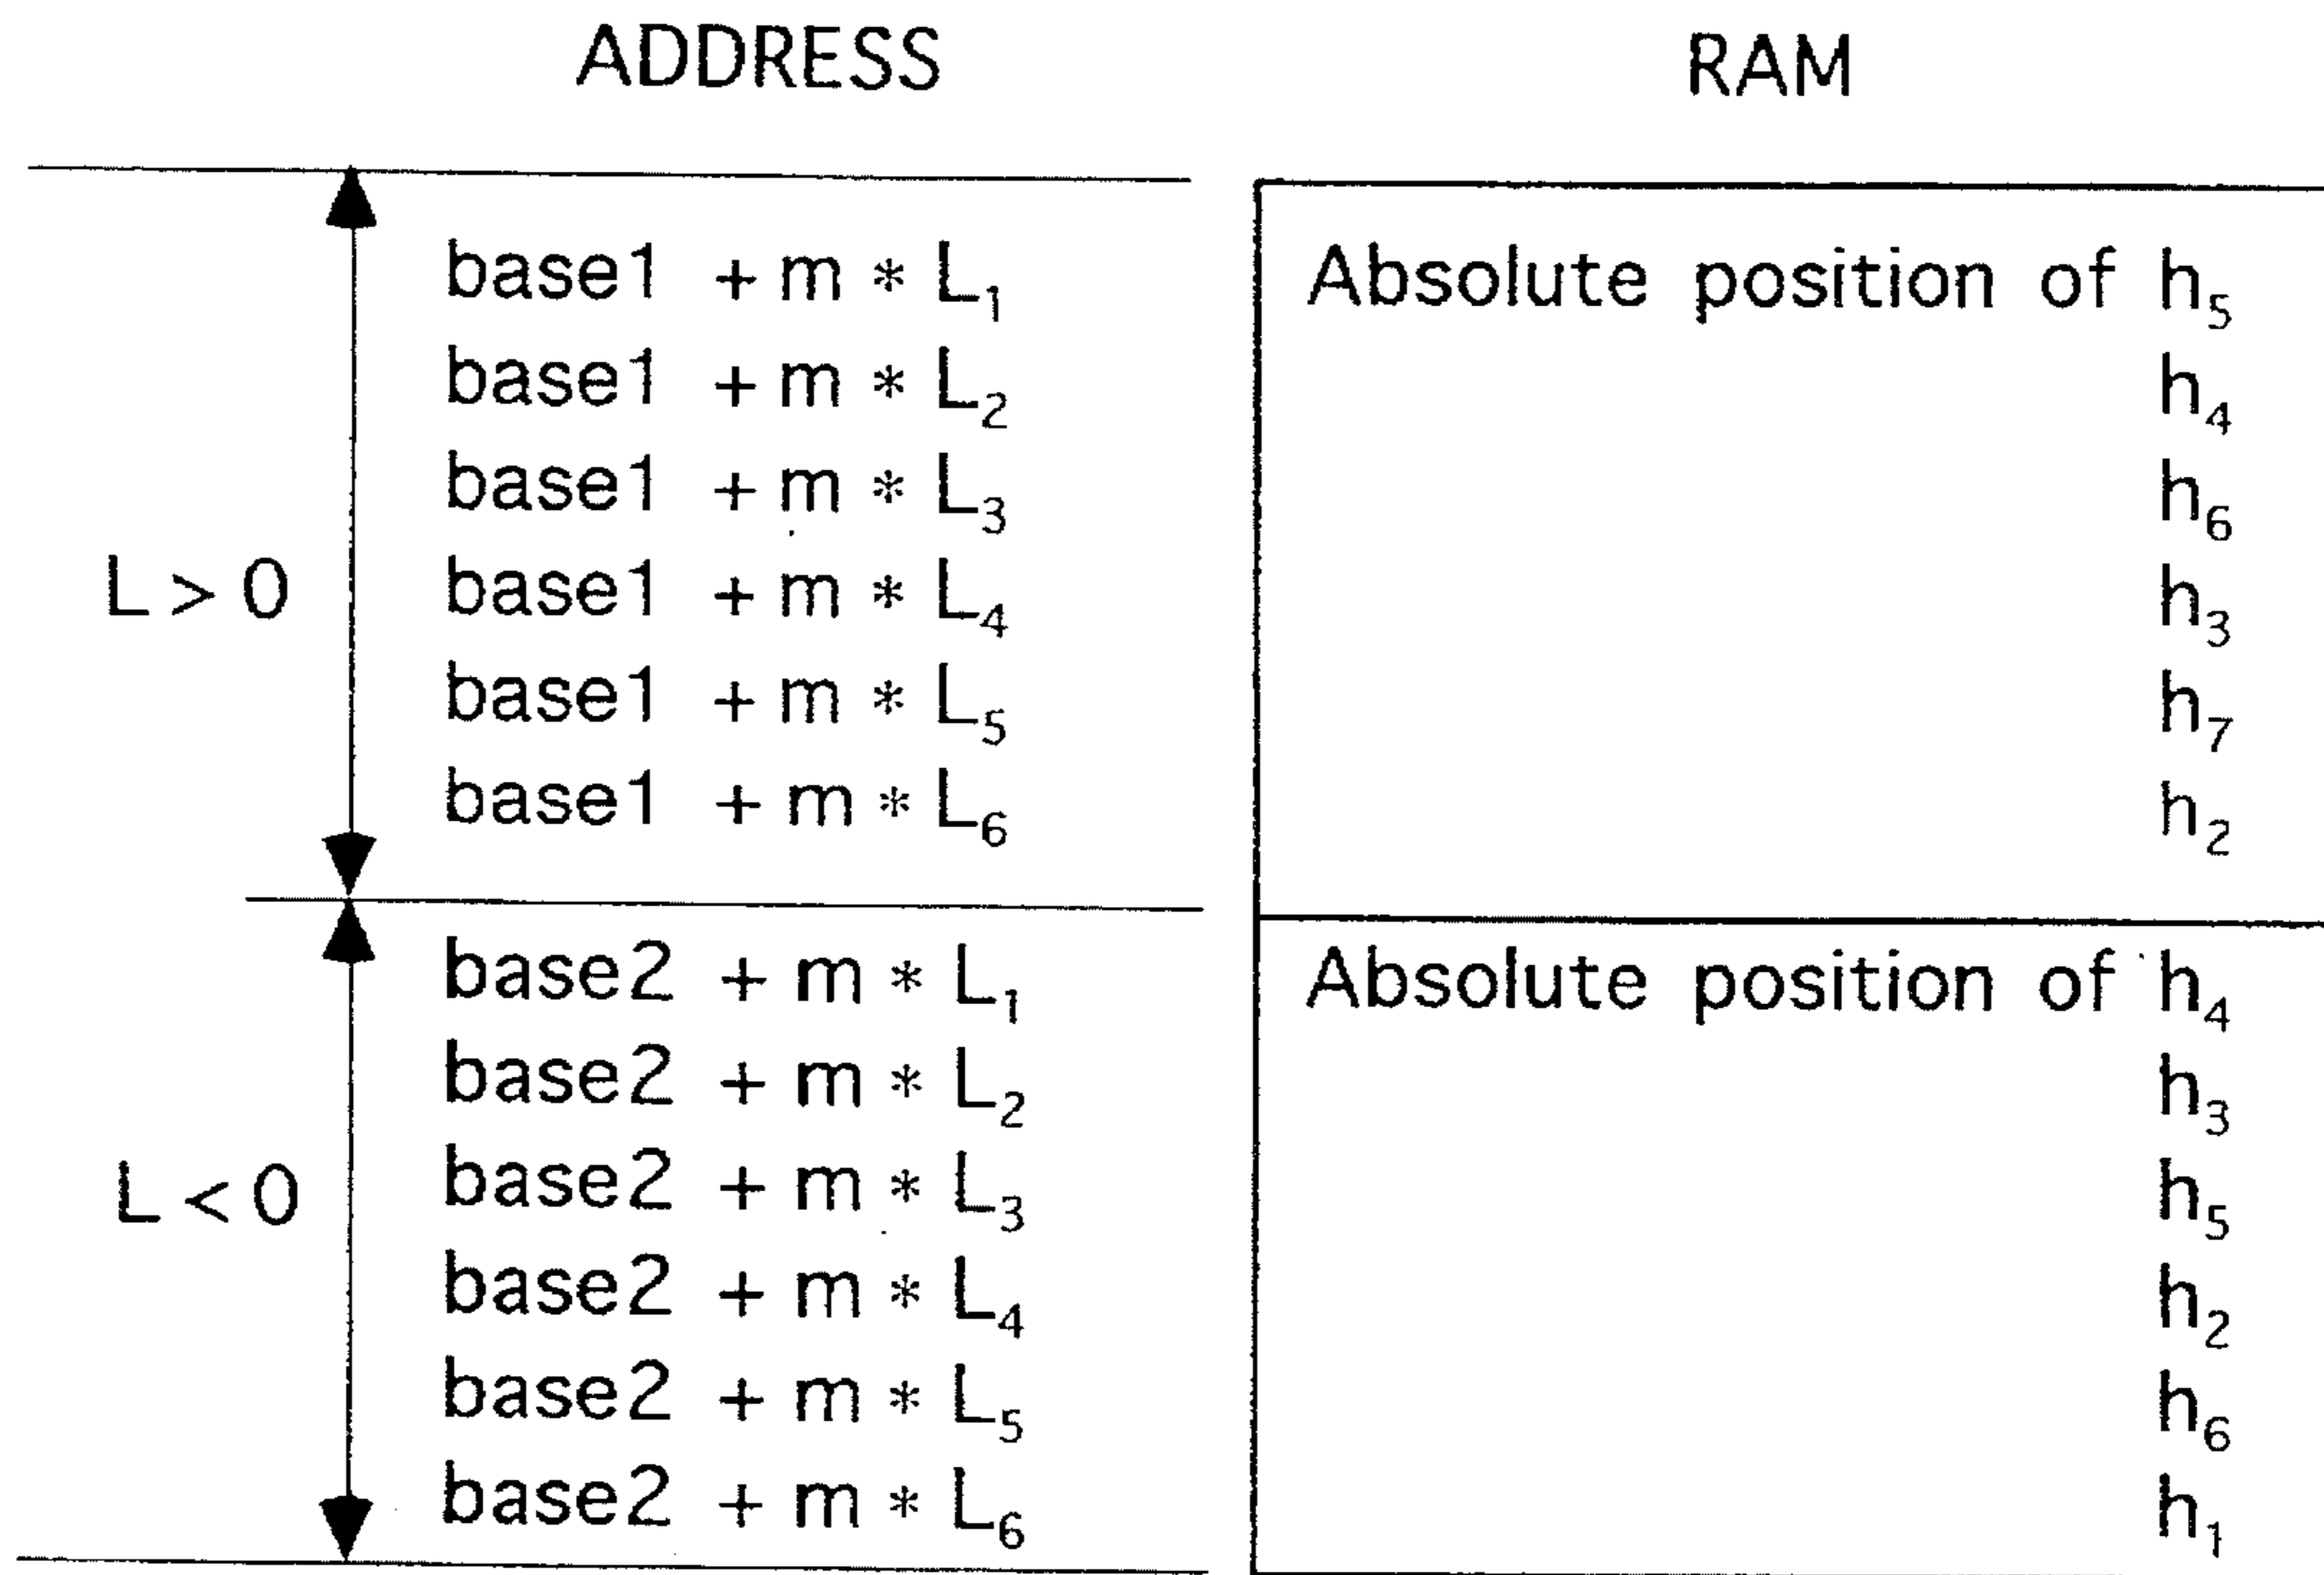 ADDRESS RAM
base1 + m * L₁ Absolute position of h₅
base1 + m * L₂ h₄
base1 + m * L₃ h₆
L > 0 base1 + m * L₄ h₃
base1 + m * L₅ h₇
base1 + m * L₆ h₂
base2 + m * L₁ Absolute position of h₄
base2 + m * L₂ h₃
L < 0 base2 + m * L₃ h₅
base2 + m * L₄ h₂
base2 + m * L₅ h₆
base2 + m * L₆ h₁